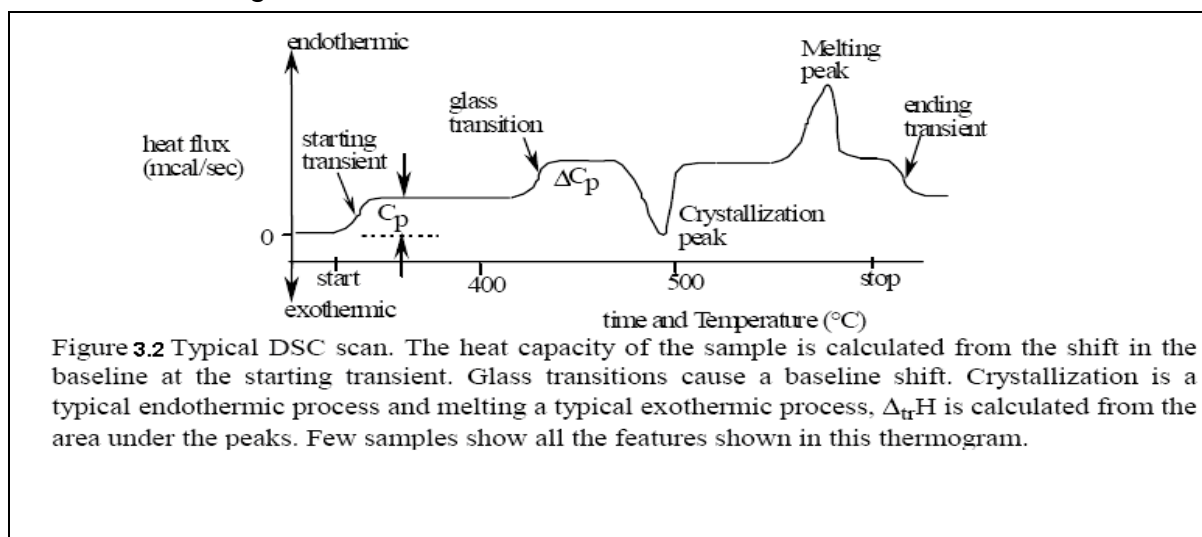 endothermic
Melting
peak
glass
transition
ending
transient
heat flux
(mcal/sec)
starting
transient
ΔCp
Cp
Crystallization
peak
0
start
400
500
stop
exothermic
time and Temperature (°C)
Figure 3.2 Typical DSC scan. The heat capacity of the sample is calculated from the shift in the
baseline at the starting transient. Glass transitions cause a baseline shift. Crystallization is a
typical endothermic process and melting a typical exothermic process, ΔtrH is calculated from the
area under the peaks. Few samples show all the features shown in this thermogram.